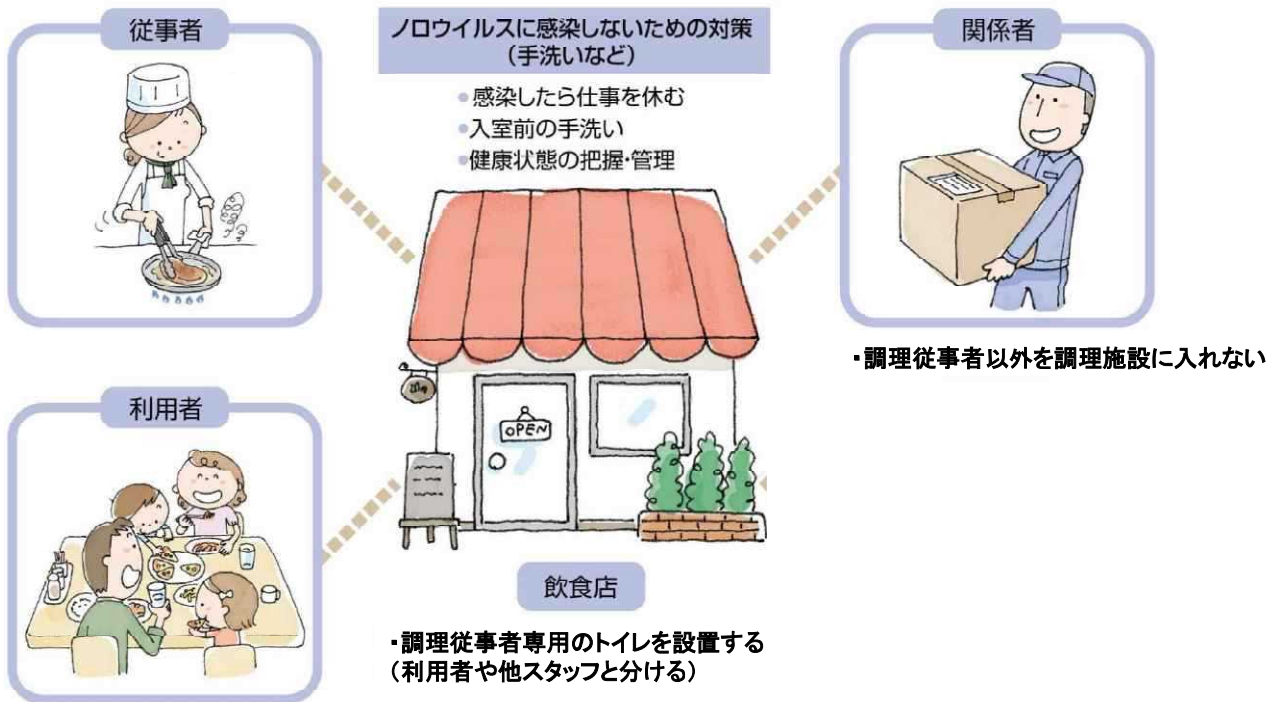 従事者
ノロウイルスに感染しないための対策
(手洗いなど)
●感染したら仕事を休む
●入室前の手洗い
●健康状態の把握・管理
関係者
・調理従事者以外を調理施設に入れない
利用者
OPEN
飲食店
・調理従事者専用のトイレを設置する
(利用者や他スタッフと分ける)